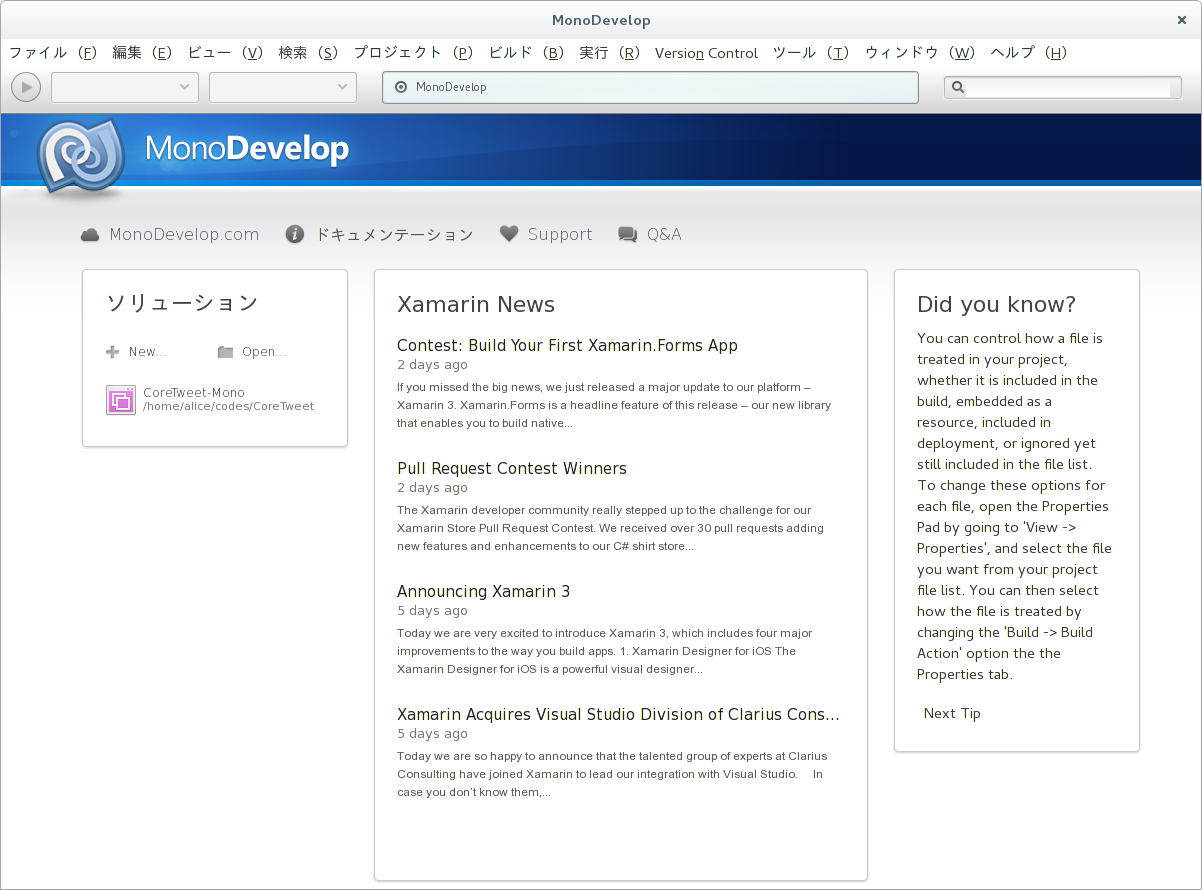 MonoDevelop
ファイル (F) 編集 (E) ビュー (V) 検索 (S) プロジェクト (P) ビルド (B) 実行 (R) Version Control ツール (T) ウィンドウ (W) ヘルプ (H)
MonoDevelop
MonoDevelop
MonoDevelop.com ドキュメンテーション Support Q&A
ソリューション
New... Open...
CoreTweet-Mono
/home/alice/codes/CoreTweet
Xamarin News
Contest: Build Your First Xamarin.Forms App
2 days ago
If you missed the big news, we just released a major update to our platform –
Xamarin 3. Xamarin.Forms is a headline feature of this release – our new library
that enables you to build native...
Pull Request Contest Winners
2 days ago
The Xamarin developer community really stepped up to the challenge for our
Xamarin Store Pull Request Contest. We received over 30 pull requests adding
new features and enhancements to our C# shirt store...
Announcing Xamarin 3
5 days ago
Today we are very excited to introduce Xamarin 3, which includes four major
improvements to the way you build apps. 1. Xamarin Designer for iOS The
Xamarin Designer for iOS is a powerful visual designer...
Xamarin Acquires Visual Studio Division of Clarius Cons...
5 days ago
Today we are so happy to announce that the talented group of experts at Clarius
Consulting have joined Xamarin to lead our integration with Visual Studio. In
case you don’t know them,...
Did you know?
You can control how a file is
treated in your project,
whether it is included in the
build, embedded as a
resource, included in
deployment, or ignored yet
still included in the file list.
To change these options for
each file, open the Properties
Pad by going to 'View ->
Properties', and select the file
you want from your project
file list. You can then select
how the file is treated by
changing the 'Build -> Build
Action' option the the
Properties tab.
Next Tip